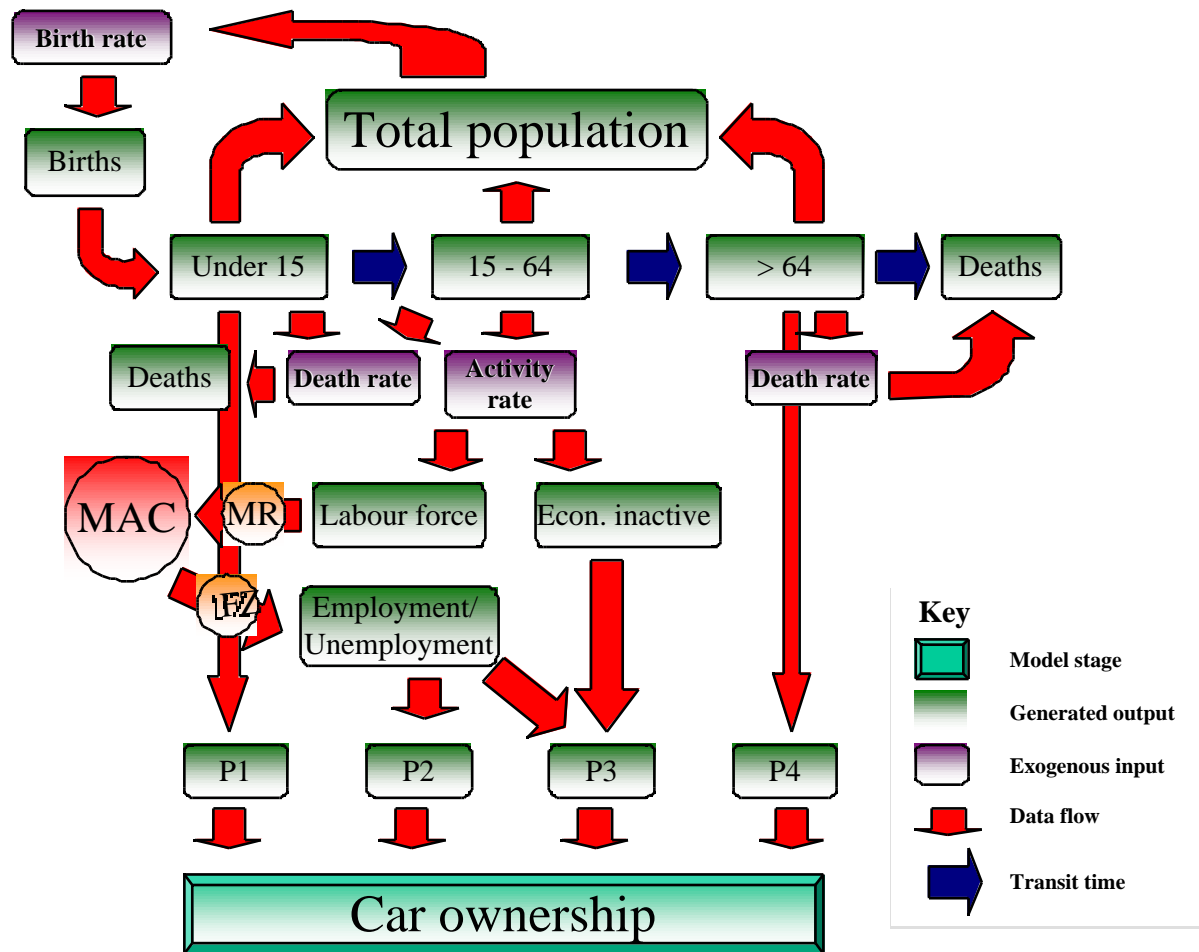 Birth rate
Total population
Births
Under 15
15 - 64
> 64
Deaths
Deaths
Death rate
Activity
rate
Death rate
MAC
MR
Labour force
Econ. inactive
Employment/
Unemployment
P1
P2
P3
P4
Car ownership
Key
Model stage
Generated output
Exogenous input
Data flow
Transit time